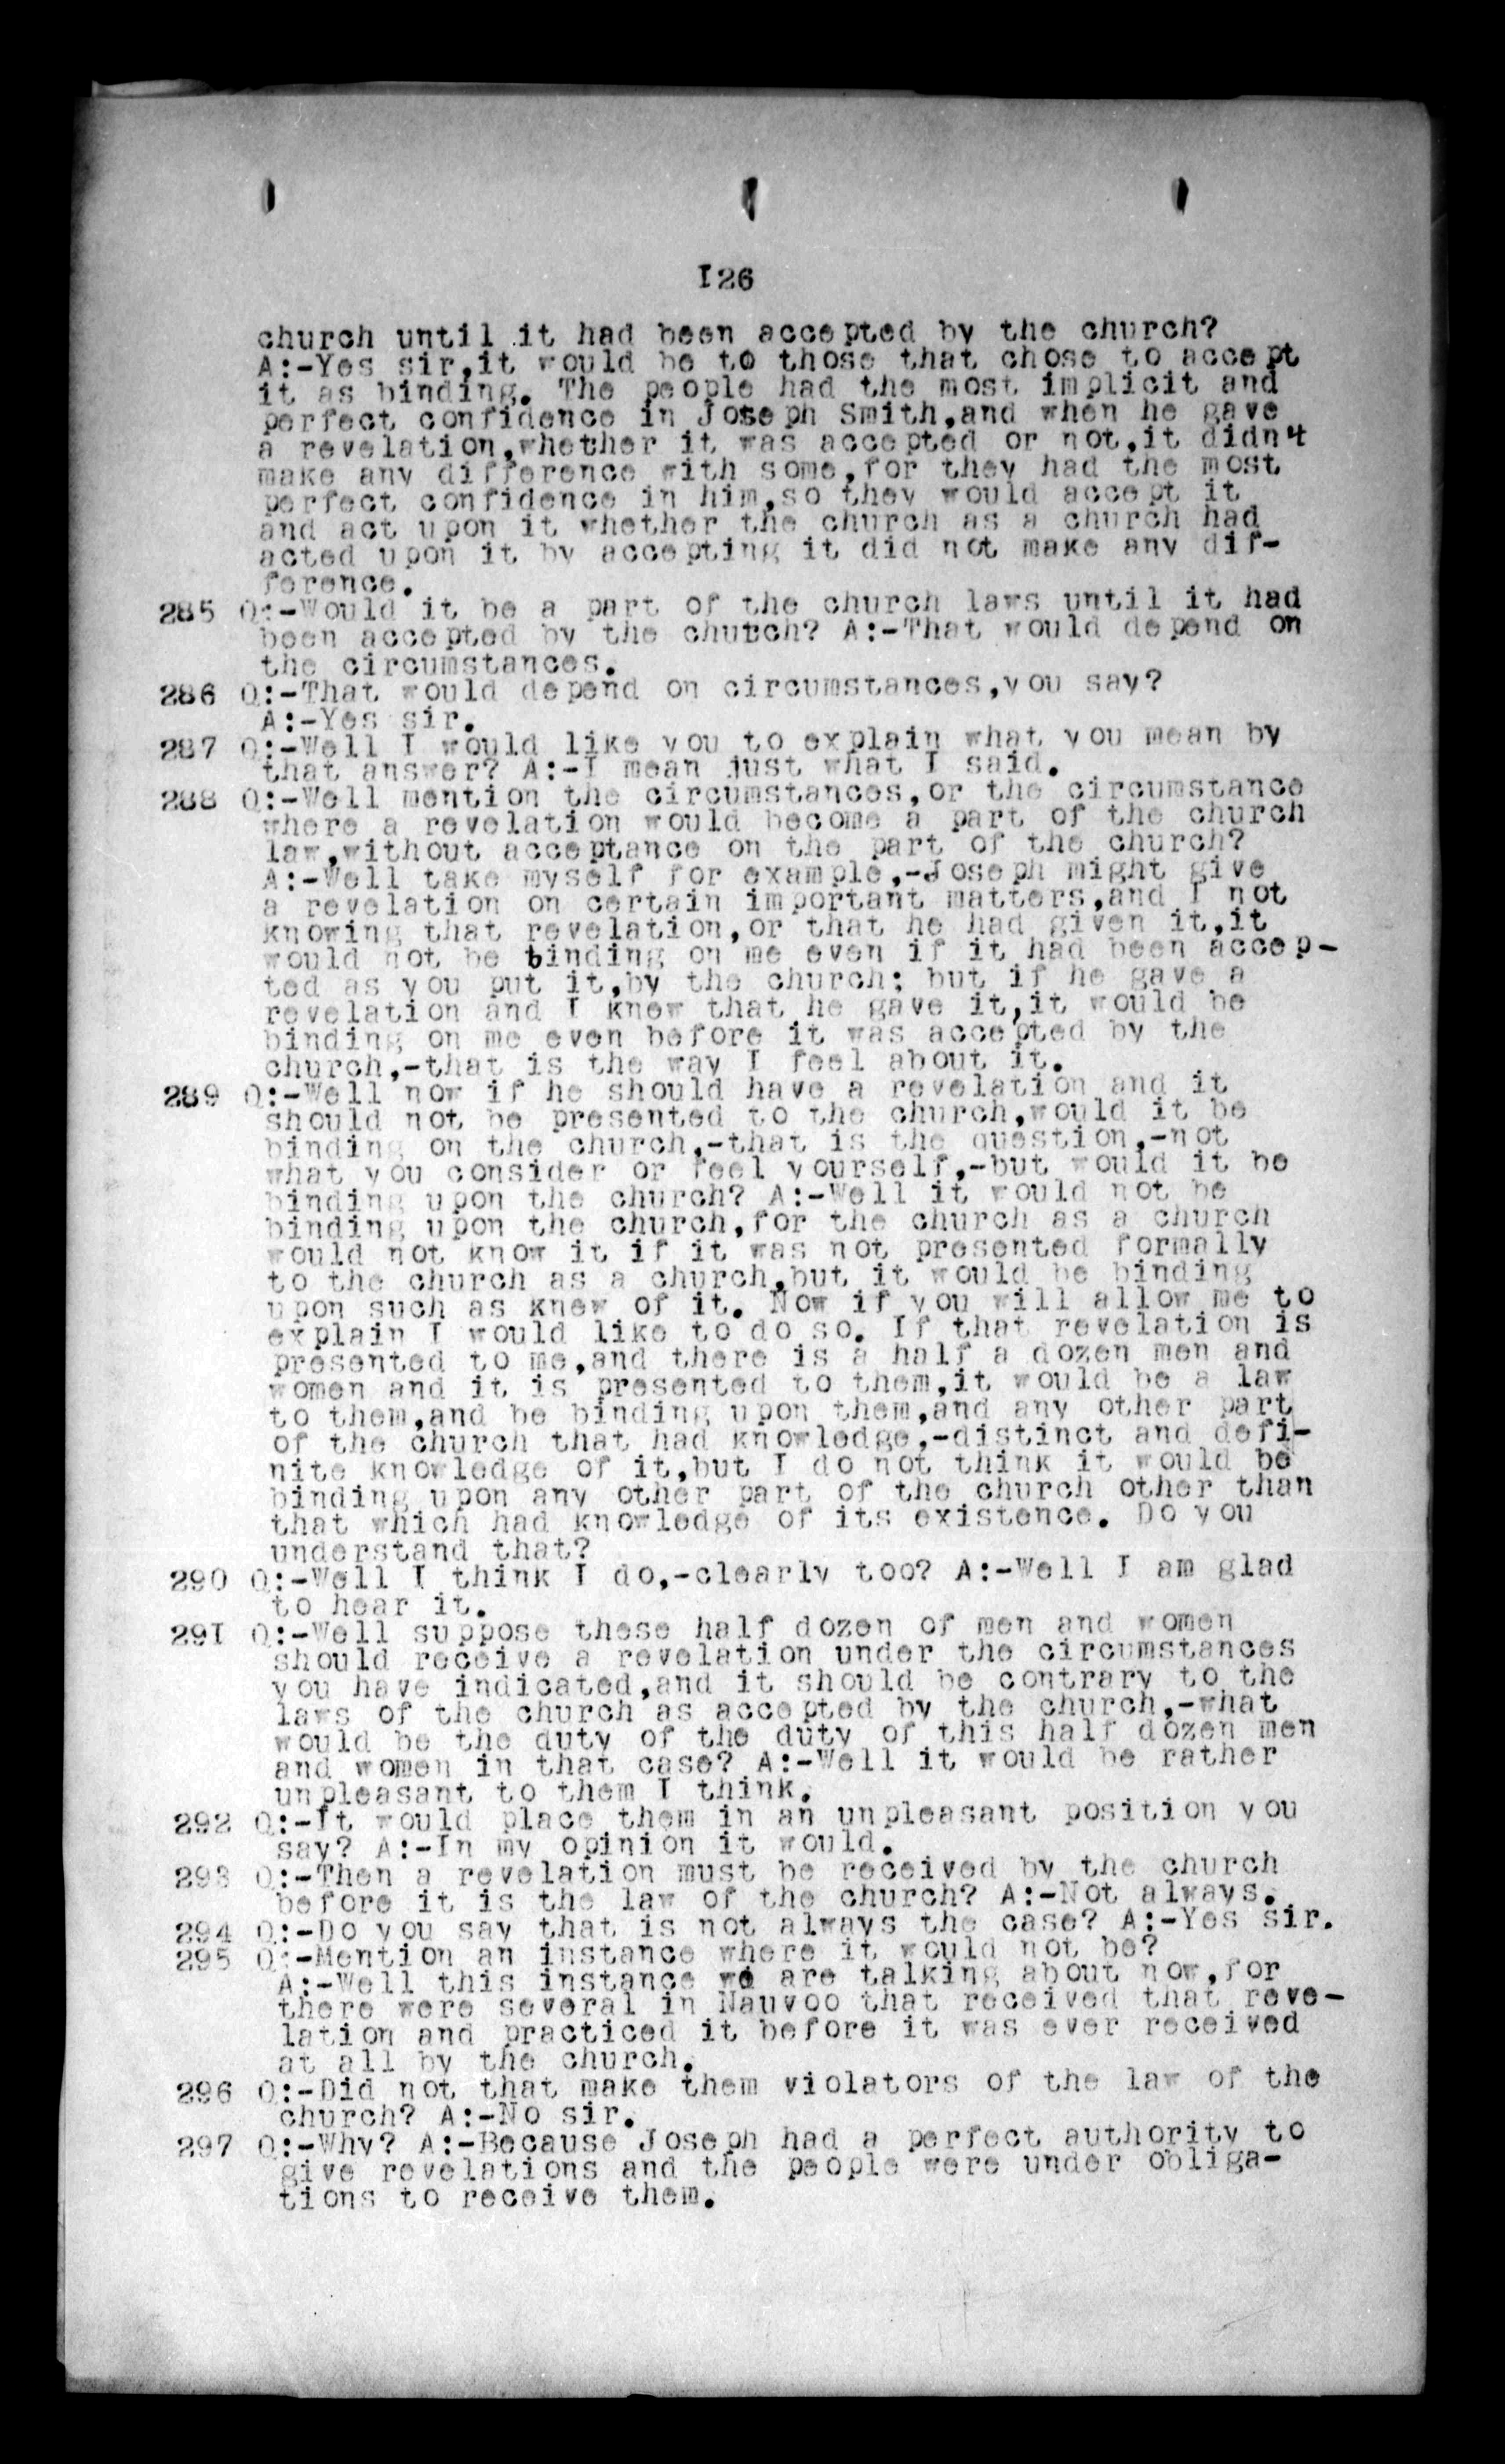 126
church until it had been accepted by the church?
A:-Yes sir,it would be to those that chose to accept
it as binding. The people had the most implicit and
perfect confidence in Joseph Smith,and when he gave
a revelation,whether it was accepted or not,it didn't
make any difference with some,for they had the most
perfect confidence in him,so they would accept it
and act upon it whether the church as a church had
acted upon it by accepting it did not make any dif-
ference.
285 Q:-Would it be a part of the church laws until it had
been accepted by the church? A:-That would depend on
the circumstances.
286 Q:-That would depend on circumstances,you say?
A:-Yes sir.
287 Q:-Well I would like you to explain what you mean by
that answer? A:-I mean just what I said.
288 Q:-Well mention the circumstances,or the circumstance
where a revelation would become a part of the church
law,without acceptance on the part of the church?
A:-Well take myself for example,-Joseph might give
a revelation on certain important matters,and I not
knowing that revelation,or that he had given it,it
would not be binding on me even if it had been accep-
ted as you put it,by the church; but if he gave a
revelation and I knew that he gave it,it would be
binding on me even before it was accepted by the
church,-that is the way I feel about it.
289 Q:-Well now if he should have a revelation and it
should not be presented to the church,would it be
binding on the church,-that is the question,-not
what you consider or feel yourself,-but would it be
binding upon the church? A:-Well it would not be
binding upon the church,for the church as a church
would not know it if it was not presented formally
to the church as a church,but it would be binding
upon such as knew of it. Now if you will allow me to
explain I would like to do so. If that revelation is
presented to me,and there is a half a dozen men and
women and it is presented to them,it would be a law
to them,and be binding upon them,and any other part
of the church that had knowledge,-distinct and defi-
nite knowledge of it,but I do not think it would be
binding upon any other part of the church other than
that which had knowledge of its existence. Do you
understand that?
290 Q:-Well I think I do,-clearly too? A:-Well I am glad
to hear it.
291 Q:-Well suppose these half dozen of men and women
should receive a revelation under the circumstances
you have indicated,and it should be contrary to the
laws of the church as accepted by the church,-what
would be the duty of the duty of this half dozen men
and women in that case? A:-Well it would be rather
unpleasant to them I think.
292 Q:-It would place them in an unpleasant position you
say? A:-In my opinion it would.
293 Q:-Then a revelation must be received by the church
before it is the law of the church? A:-Not always.
294 Q:-Do you say that is not always the case? A:-Yes sir.
295 Q:-Mention an instance where it would not be?
A:-Well this instance we are talking about now,for
there were several in Nauvoo that received that reve-
lation and practiced it before it was ever received
at all by the church.
296 Q:-Did not that make them violators of the law of the
church? A:-No sir.
297 Q:-Why? A:-Because Joseph had a perfect authority to
give revelations and the people were under obliga-
tions to receive them.